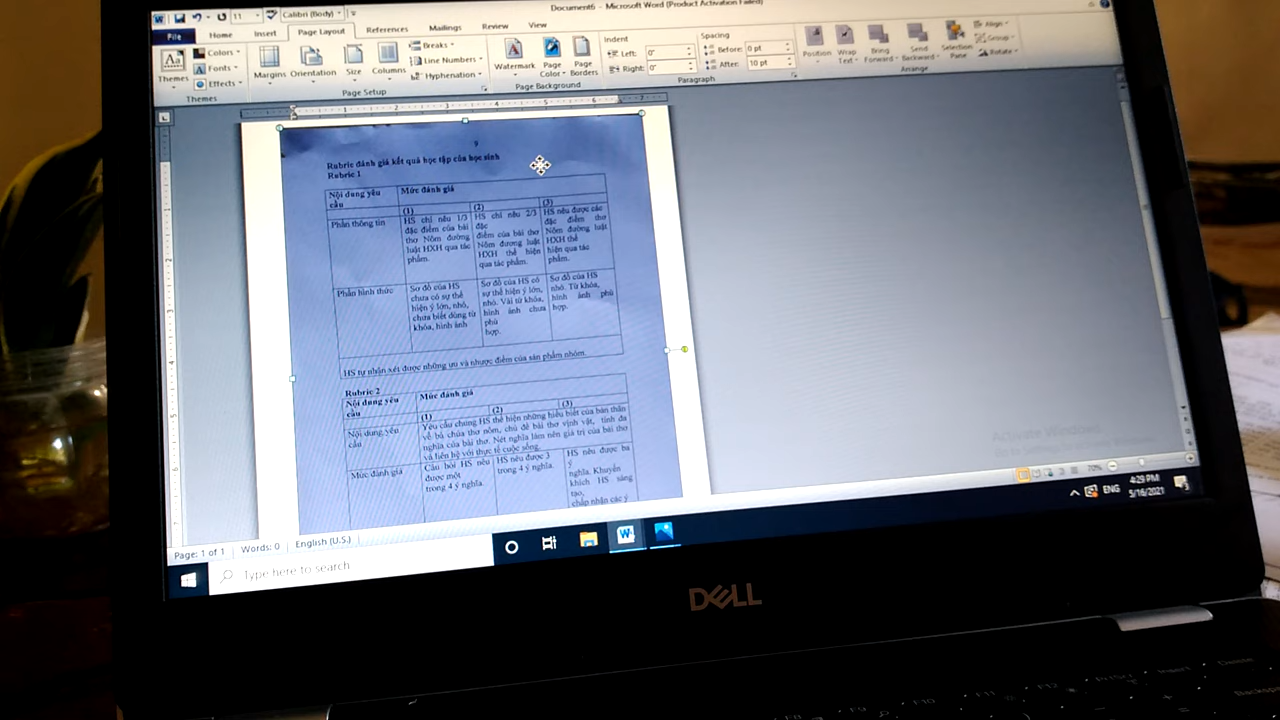 Document6 - Microsoft Word (Product Activation Failed)
11 Calibri (Body)
File Home Insert Page Layout References Mailings Review View
Themes Colors Fonts Effects Margins Orientation Size Columns Breaks Line Numbers Hyphenation Watermark Page Color Page Borders Indent Left: 0" Right: 0" Spacing Before: 0 pt After: 10 pt Position Wrap Text Bring Forward Send Backward Selection Pane Align Group Rotate
Themes Page Setup Page Background Paragraph Arrange
9
Rubric đánh giá kết quả học tập của học sinh
Rubric 1
Nội dung yêu cầu
Mức đánh giá
(1) (2) (3)
Phần thông tin
HS chỉ nêu 1/3
đặc điểm của bài
thơ Nôm đường
luật HXH qua tác
phẩm.
HS chỉ nêu 2/3
đặc
điểm của bài thơ
Nôm đương luật
HXH thể hiện
qua tác phẩm.
HS nêu được các
đặc điểm thơ
Nôm đường luật
HXH thể
hiện qua tác
phẩm.
Phần hình thức
Sơ đồ của HS
chưa có sự thể
hiện ý lớn, nhỏ,
chưa biết dùng từ
khóa, hình ảnh
Sơ đồ của HS có
sự thể hiện ý lớn,
nhỏ. Vài từ khóa,
hình ảnh chưa
phù
hợp.
Sơ đồ của HS
nhỏ. Từ khóa,
hình ảnh phù
hợp.
HS tự nhận xét được những ưu và nhược điểm của sản phẩm nhóm.
Rubric 2
Nội dung yêu
cầu
Mức đánh giá
(1) (2) (3)
Nội dung yêu
cầu
Yêu cầu chung HS thể hiện những hiểu biết của bản thân
về bà chúa thơ nôm, chủ đề bài thơ vịnh vật, tính đa
nghĩa của bài thơ. Nét nghĩa làm nên giá trị của bài thơ
và liên hệ với thực tế cuộc sống.
Mức đánh giá
Câu hỏi HS nêu
được một
trong 4 ý nghĩa.
HS nêu được 3
trong 4 ý nghĩa.
HS nêu được ba
ý
nghĩa. Khuyến
khích HS sáng
tạo,
chấp nhận các ý
Activate Windows
Page: 1 of 1 Words: 0 English (U.S.) 70%
Type here to search
ENG 4:29 PM
5/16/2021
DELL